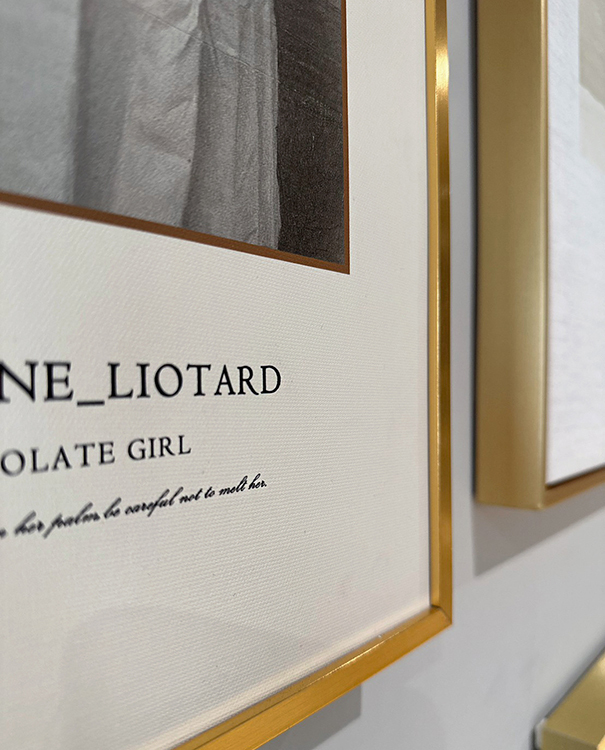 NE_LIOTARD
OLATE GIRL
her palm, be careful not to melt her.